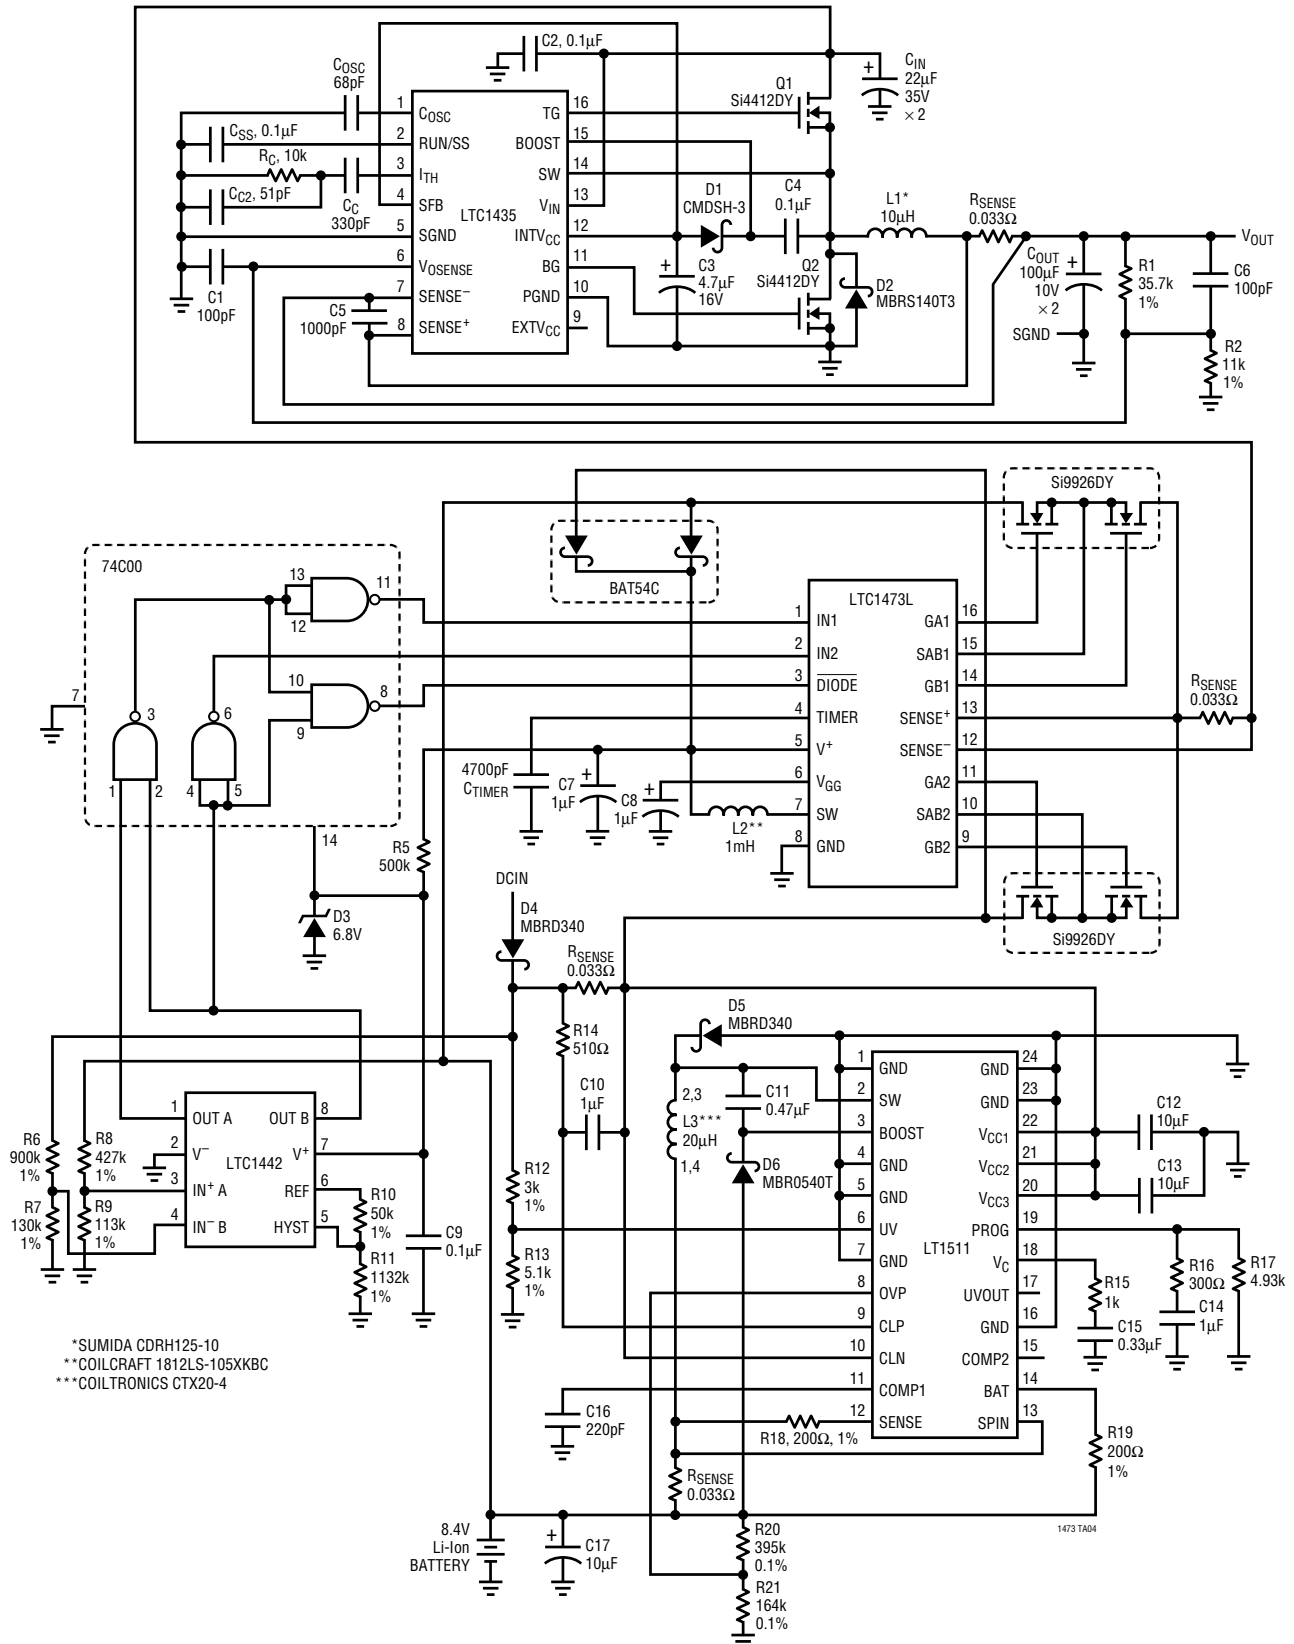 C2, 0.1µF
COSC
68pF
CSS, 0.1µF
RC, 10k
CC2, 51pF
CC
330pF
C1
100pF
C5
1000pF
1 COSC
2 RUN/SS
3 ITH
4 SFB
5 SGND
6 VOSENSE
7 SENSE–
8 SENSE+
LTC1435
TG 16
BOOST 15
SW 14
VIN 13
INTVCC 12
BG 11
PGND 10
EXTVCC 9
Q1
Si4412DY
+
CIN
22µF
35V
× 2
D1
CMDSH-3
C4
0.1µF
L1*
10µH
RSENSE
0.033Ω
VOUT
+
C3
4.7µF
16V
Q2
Si4412DY
D2
MBRS140T3
COUT
100µF
10V
× 2
+
SGND
R1
35.7k
1%
C6
100pF
R2
11k
1%
Si9926DY
BAT54C
74C00
13
12
11
10
9
8
7
3
6
1
2
4
5
14
1 IN1
2 IN2
3 DIODE
4 TIMER
5 V+
6 VGG
7 SW
8 GND
LTC1473L
GA1 16
SAB1 15
GB1 14
SENSE+ 13
SENSE– 12
GA2 11
SAB2 10
GB2 9
RSENSE
0.033Ω
4700pF
CTIMER
C7
1µF
+
C8
1µF
+
L2**
1mH
R5
500k
D3
6.8V
DCIN
D4
MBRD340
Si9926DY
RSENSE
0.033Ω
R14
510Ω
C10
1µF
D5
MBRD340
2,3
L3***
20µH
1,4
C11
0.47µF
D6
MBR0540T
R6
900k
1%
R8
427k
1%
R7
130k
1%
R9
113k
1%
1 OUT A
2 V–
3 IN+ A
4 IN– B
LTC1442
OUT B 8
V+ 7
REF 6
HYST 5
R10
50k
1%
R11
1132k
1%
C9
0.1µF
R12
3k
1%
R13
5.1k
1%
1 GND
2 SW
3 BOOST
4 GND
5 GND
6 UV
7 GND
8 OVP
9 CLP
10 CLN
11 COMP1
12 SENSE
LT1511
GND 24
GND 23
VCC1 22
VCC2 21
VCC3 20
PROG 19
VC 18
UVOUT 17
GND 16
COMP2 15
BAT 14
SPIN 13
C12
10µF
C13
10µF
R15
1k
C15
0.33µF
R16
300Ω
C14
1µF
R17
4.93k
*SUMIDA CDRH125-10
**COILCRAFT 1812LS-105XKBC
***COILTRONICS CTX20-4
C16
220pF
R18, 200Ω, 1%
R19
200Ω
1%
RSENSE
0.033Ω
8.4V
Li-Ion
BATTERY
+
C17
10µF
R20
395k
0.1%
R21
164k
0.1%
1473 TA04